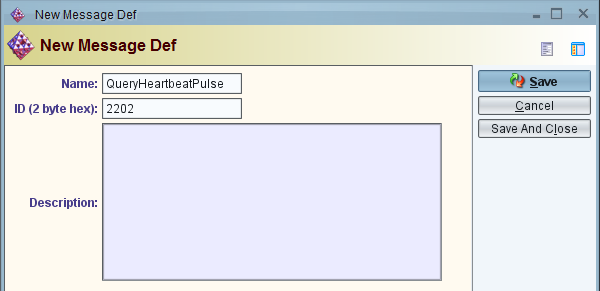 New Message Def
New Message Def
Name: QueryHeartbeatPulse
ID (2 byte hex): 2202
Description:
Save
Cancel
Save And Close